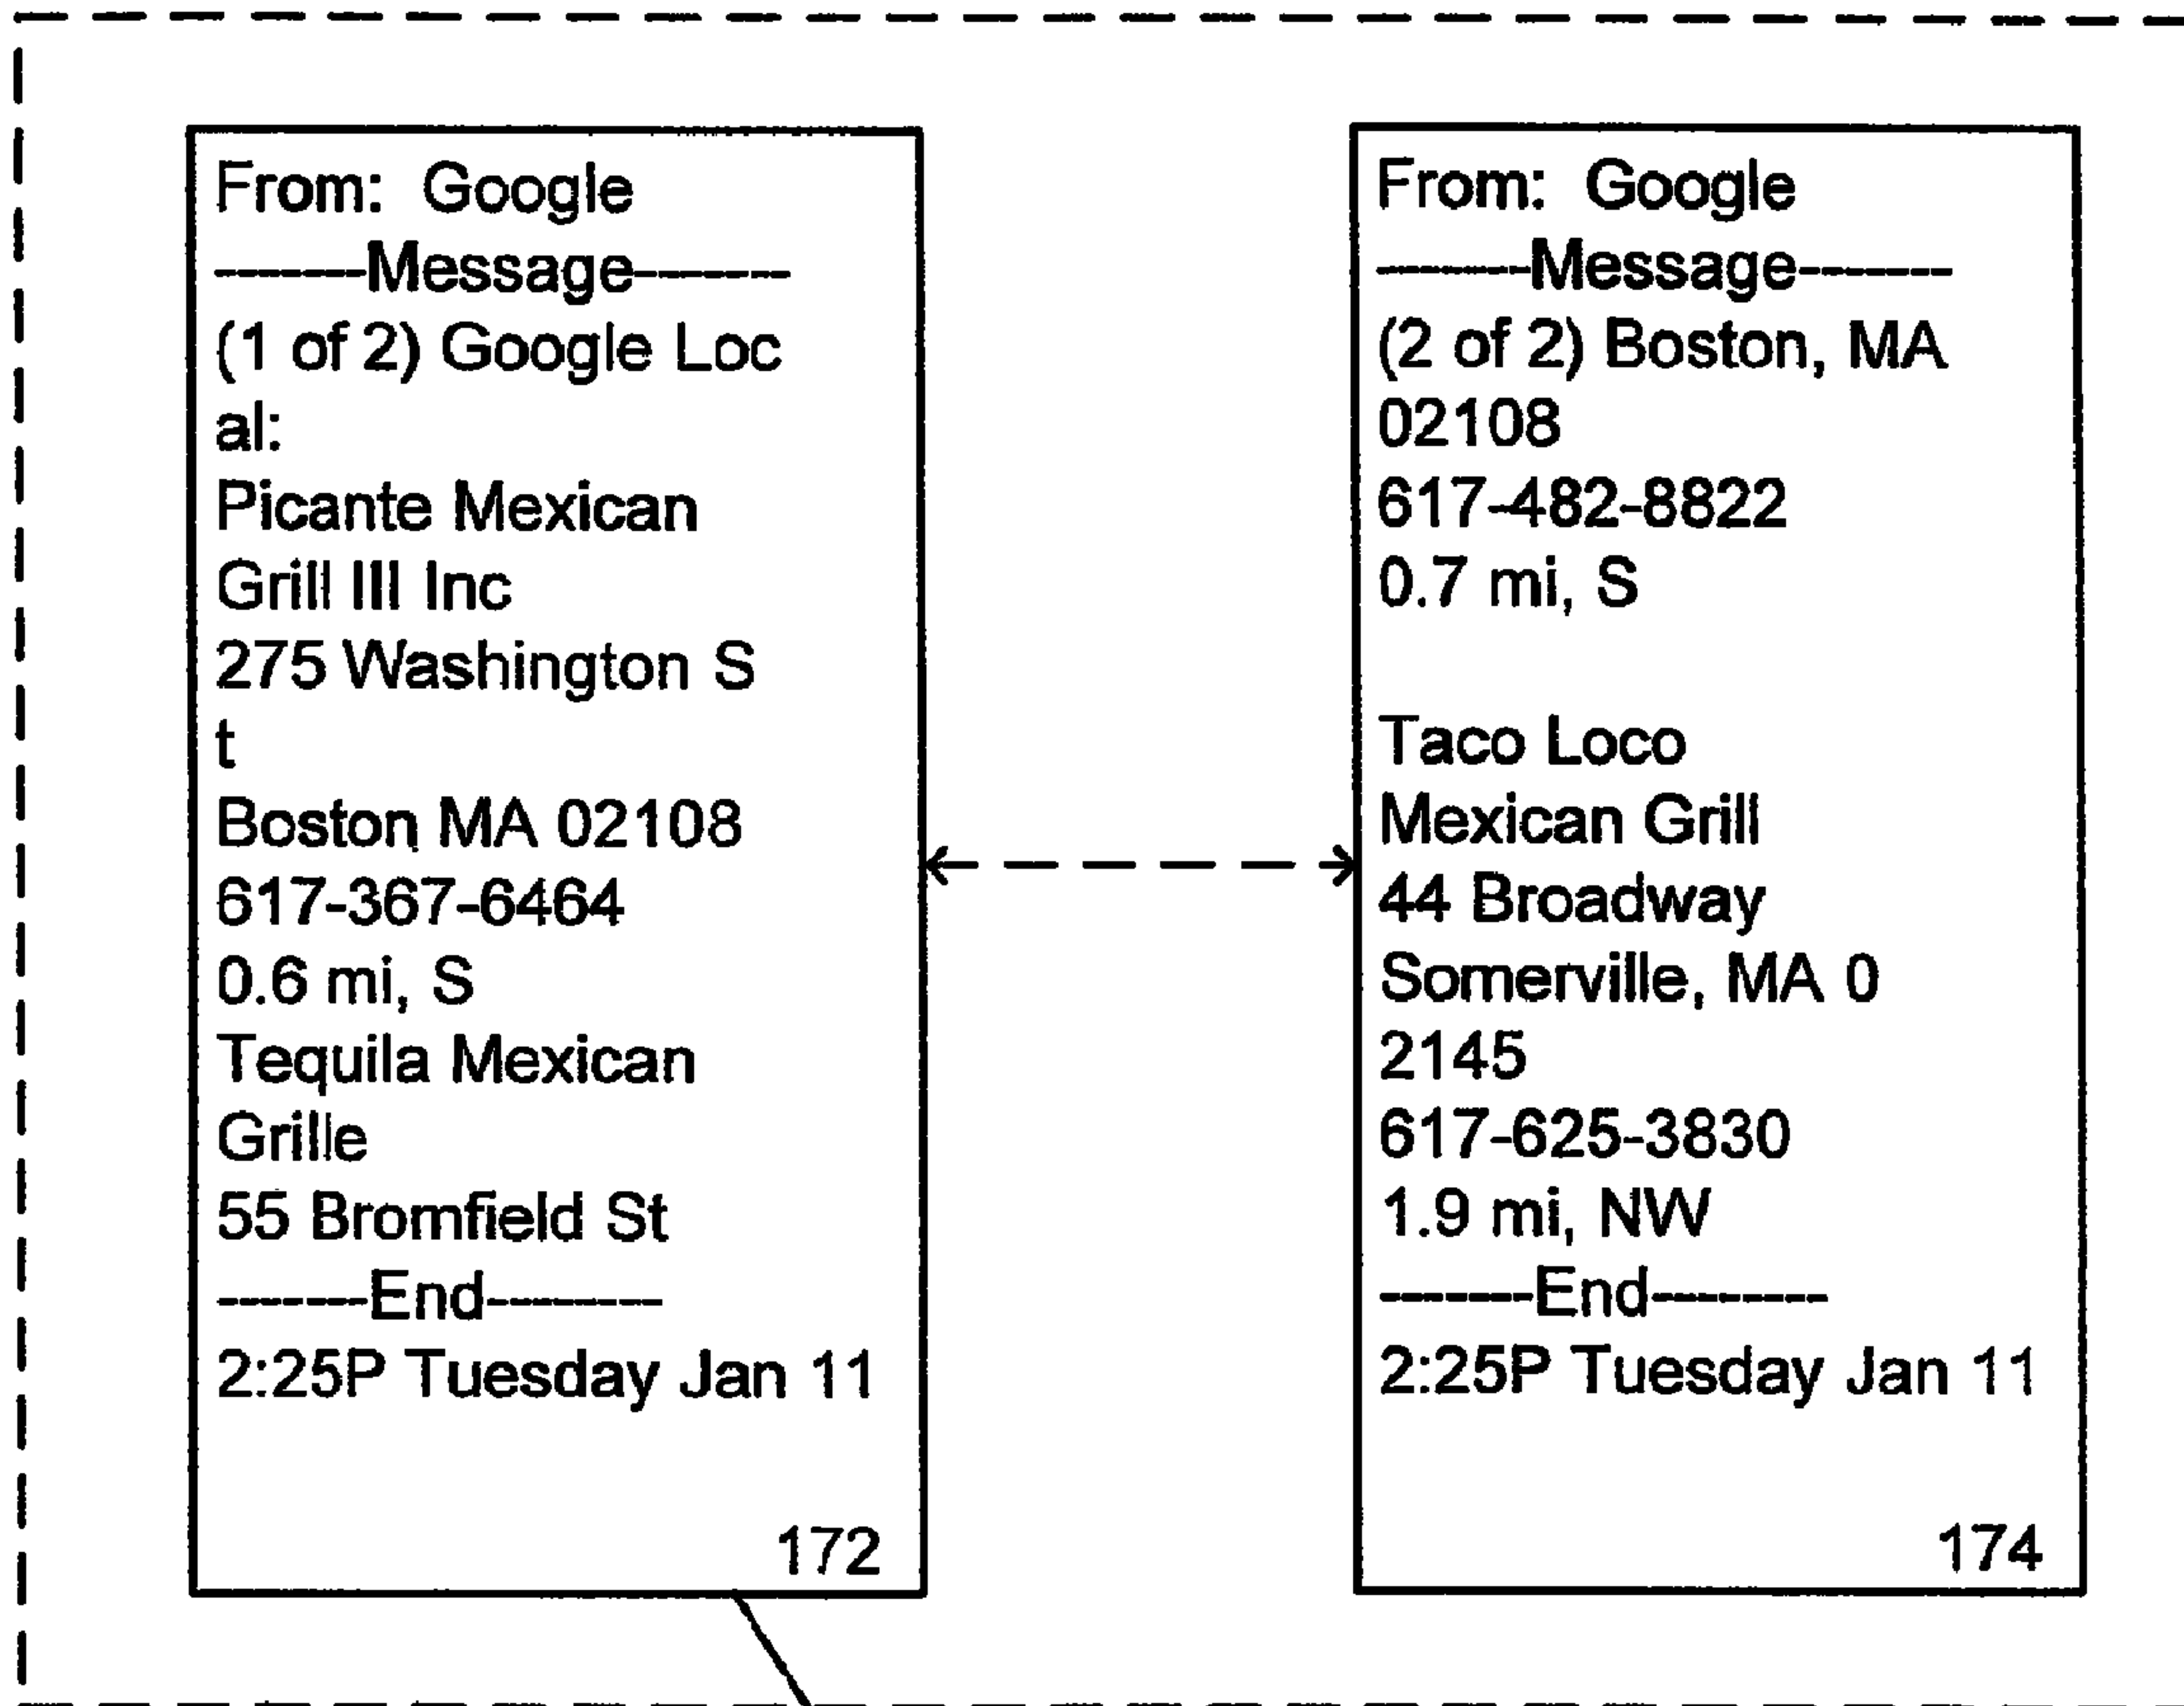 From: Google
-------Message-------
(1 of 2) Google Loc
al:
Picante Mexican
Grill III Inc
275 Washington S
t
Boston MA 02108
617-367-6464
0.6 mi, S
Tequila Mexican
Grille
55 Bromfield St
-------End--------
2:25P Tuesday Jan 11
172
From: Google
-------Message-------
(2 of 2) Boston, MA
02108
617-482-8822
0.7 mi, S
Taco Loco
Mexican Grill
44 Broadway
Somerville, MA 0
2145
617-625-3830
1.9 mi, NW
-------End--------
2:25P Tuesday Jan 11
174